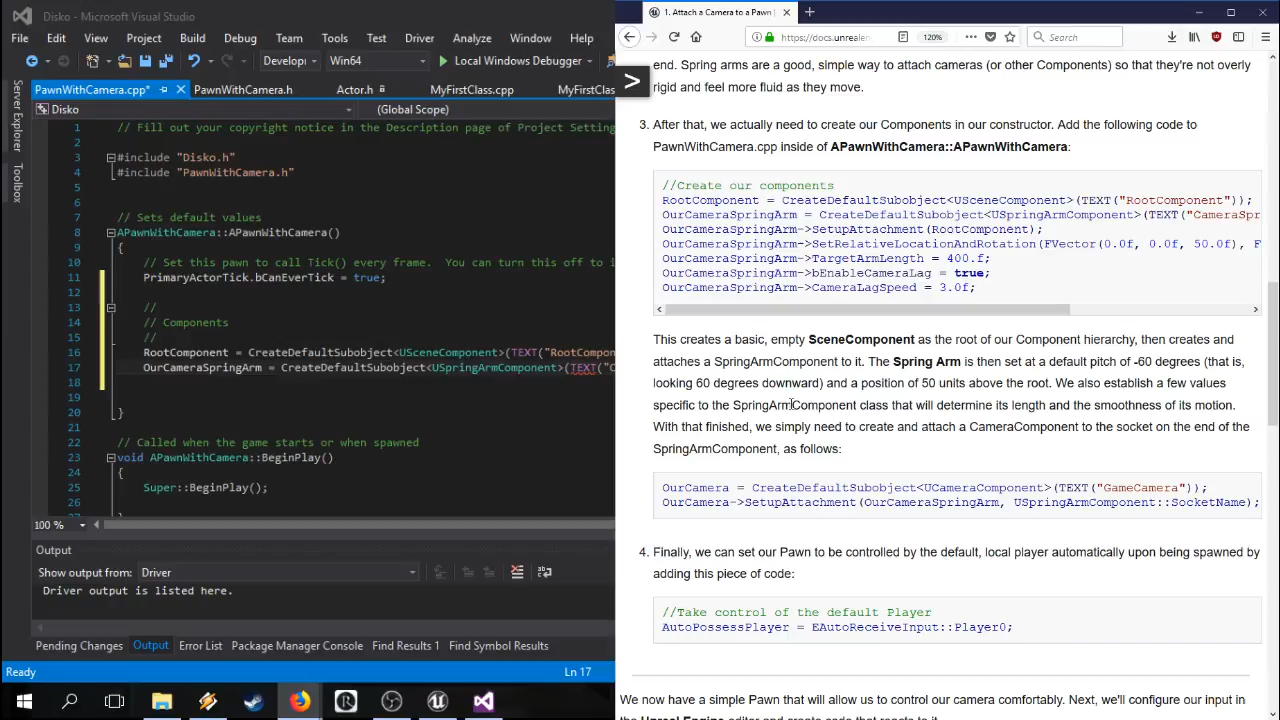 Disko - Microsoft Visual Studio
File Edit View Project Build Debug Team Tools Test Driver Analyze Window Help
Develop Win64 Local Windows Debugger
PawnWithCamera.cpp* PawnWithCamera.h Actor.h MyFirstClass.cpp MyFirstClass
Disko (Global Scope)
Server Explorer
Toolbox
1 // Fill out your copyright notice in the Description page of Project Setting
2
3 #include "Disko.h"
4 #include "PawnWithCamera.h"
5
6
7 // Sets default values
8 APawnWithCamera::APawnWithCamera()
9 {
10 // Set this pawn to call Tick() every frame.  You can turn this off to i
11 PrimaryActorTick.bCanEverTick = true;
12
13 //
14 // Components
15 //
16 RootComponent = CreateDefaultSubobject<USceneComponent>(TEXT("RootCompon
17 OurCameraSpringArm = CreateDefaultSubobject<USpringArmComponent>(TEXT("C
18
19
20 }
21
22 // Called when the game starts or when spawned
23 void APawnWithCamera::BeginPlay()
24 {
25 Super::BeginPlay();
26
27
100 %
Output
Show output from: Driver
Driver output is listed here.
Pending Changes Output Error List Package Manager Console Find Results 1 Find Symbol Results
Ready Ln 17
1. Attach a Camera to a Pawn
https://docs.unrealen 120% Search
>
end. Spring arms are a good, simple way to attach cameras (or other Components) so that they're not overly
rigid and feel more fluid as they move.
3. After that, we actually need to create our Components in our constructor. Add the following code to
PawnWithCamera.cpp inside of APawnWithCamera::APawnWithCamera:
//Create our components
RootComponent = CreateDefaultSubobject<USceneComponent>(TEXT("RootComponent"));
OurCameraSpringArm = CreateDefaultSubobject<USpringArmComponent>(TEXT("CameraSpr
OurCameraSpringArm->SetupAttachment(RootComponent);
OurCameraSpringArm->SetRelativeLocationAndRotation(FVector(0.0f, 0.0f, 50.0f), F
OurCameraSpringArm->TargetArmLength = 400.f;
OurCameraSpringArm->bEnableCameraLag = true;
OurCameraSpringArm->CameraLagSpeed = 3.0f;
This creates a basic, empty SceneComponent as the root of our Component hierarchy, then creates and
attaches a SpringArmComponent to it. The Spring Arm is then set at a default pitch of -60 degrees (that is,
looking 60 degrees downward) and a position of 50 units above the root. We also establish a few values
specific to the SpringArmComponent class that will determine its length and the smoothness of its motion.
With that finished, we simply need to create and attach a CameraComponent to the socket on the end of the
SpringArmComponent, as follows:
OurCamera = CreateDefaultSubobject<UCameraComponent>(TEXT("GameCamera"));
OurCamera->SetupAttachment(OurCameraSpringArm, USpringArmComponent::SocketName);
4. Finally, we can set our Pawn to be controlled by the default, local player automatically upon being spawned by
adding this piece of code:
//Take control of the default Player
AutoPossessPlayer = EAutoReceiveInput::Player0;
We now have a simple Pawn that will allow us to control our camera comfortably. Next, we'll configure our input in
the Unreal Engine editor and create code that reacts to it.